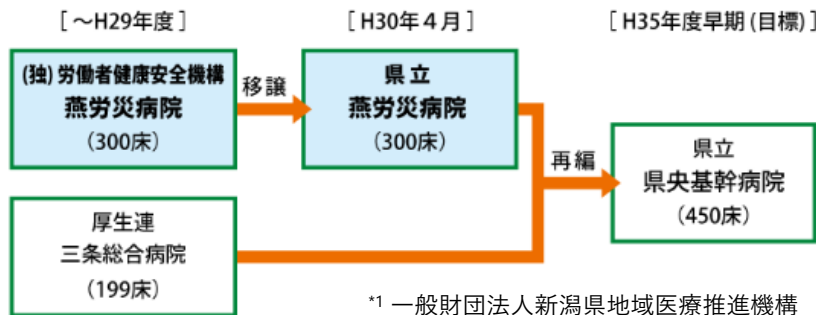 [ ～H29年度 ]
[ H30年４月 ]
[ H35年度早期 (目標) ]
(独) 労働者健康安全機構
燕労災病院
(300床)
移譲
県 立
燕労災病院
(300床)
再編
県立
県央基幹病院
(450床)
厚生連
三条総合病院
(199床)
*1 一般財団法人新潟県地域医療推進機構